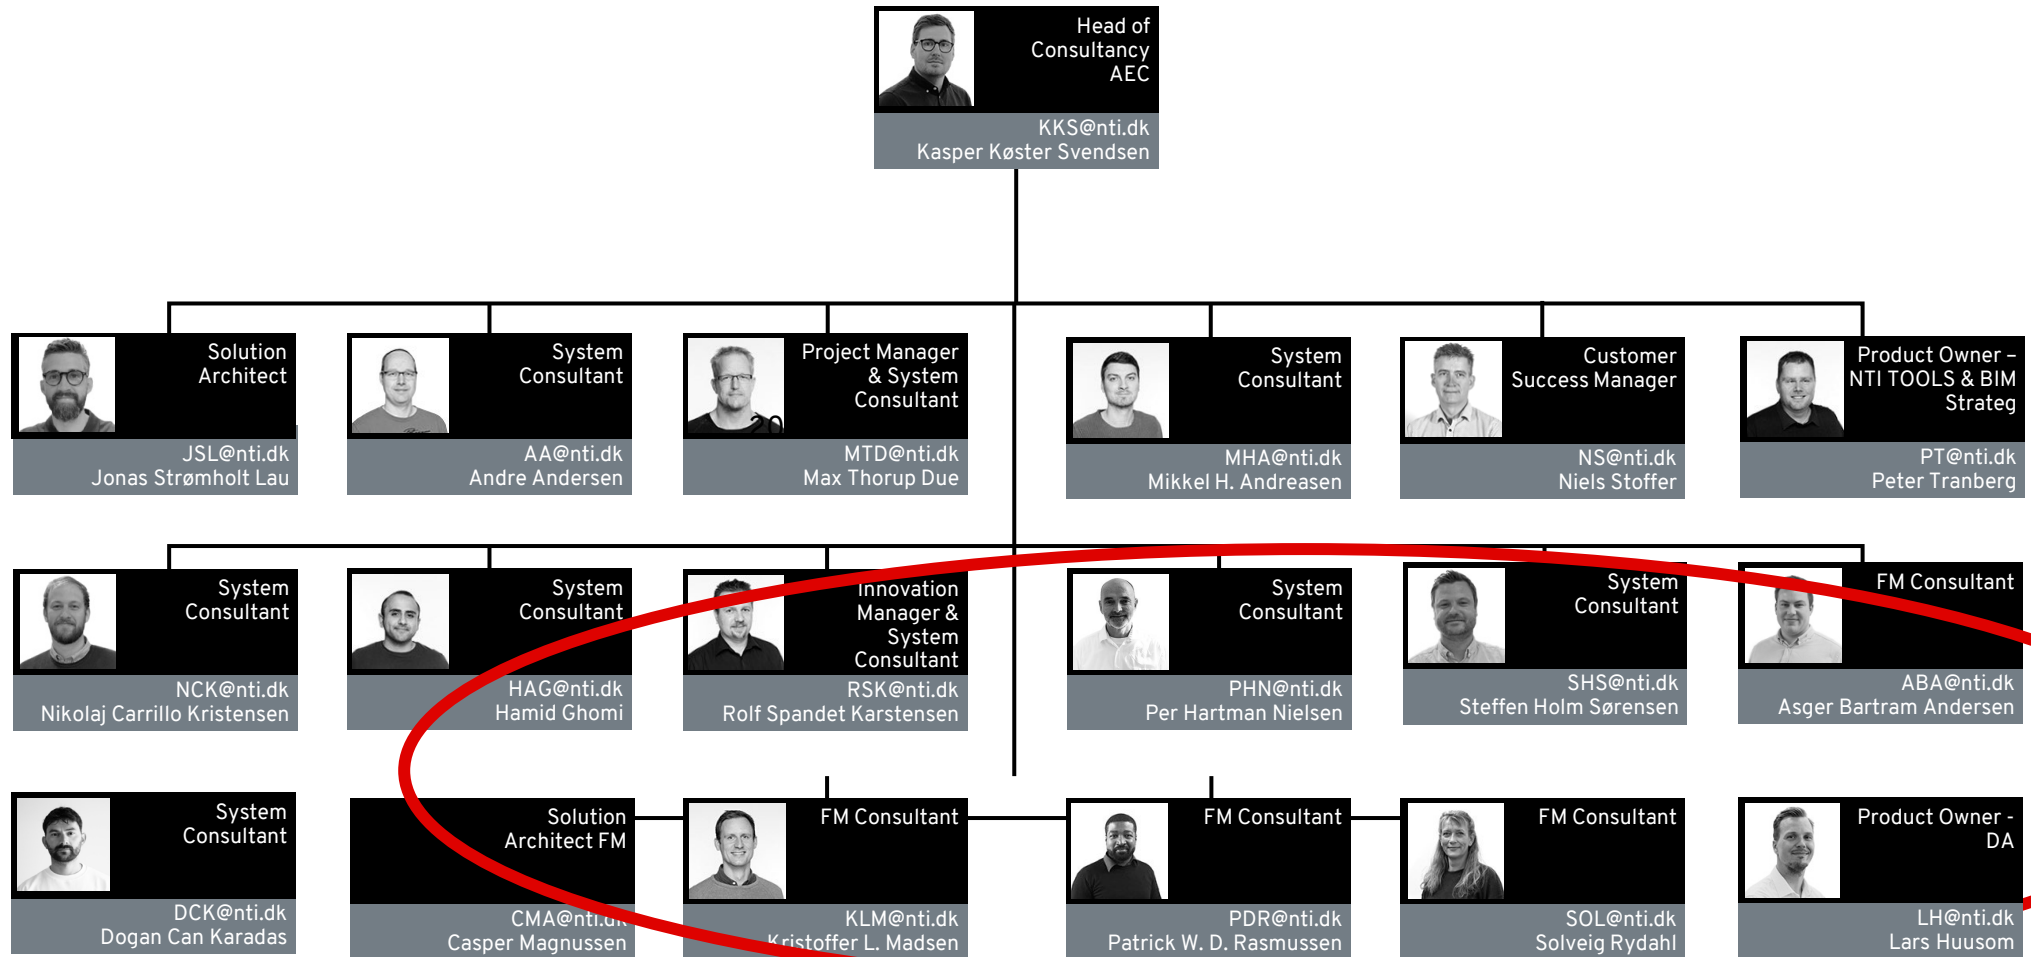 Head of
Consultancy
AEC
KKS@nti.dk
Kasper Køster Svendsen
Solution
Architect
JSL@nti.dk
Jonas Strømholt Lau
System
Consultant
AA@nti.dk
Andre Andersen
Project Manager
& System
Consultant
20
MTD@nti.dk
Max Thorup Due
System
Consultant
MHA@nti.dk
Mikkel H. Andreasen
Customer
Success Manager
NS@nti.dk
Niels Stoffer
Product Owner –
NTI TOOLS & BIM
Strateg
PT@nti.dk
Peter Tranberg
System
Consultant
NCK@nti.dk
Nikolaj Carrillo Kristensen
System
Consultant
HAG@nti.dk
Hamid Ghomi
Innovation
Manager &
System
Consultant
RSK@nti.dk
Rolf Spandet Karstensen
System
Consultant
PHN@nti.dk
Per Hartman Nielsen
System
Consultant
SHS@nti.dk
Steffen Holm Sørensen
FM Consultant
ABA@nti.dk
Asger Bartram Andersen
System
Consultant
DCK@nti.dk
Dogan Can Karadas
Solution
Architect FM
CMA@nti.dk
Casper Magnussen
FM Consultant
KLM@nti.dk
Kristoffer L. Madsen
FM Consultant
PDR@nti.dk
Patrick W. D. Rasmussen
FM Consultant
SOL@nti.dk
Solveig Rydahl
Product Owner -
DA
LH@nti.dk
Lars Huusom